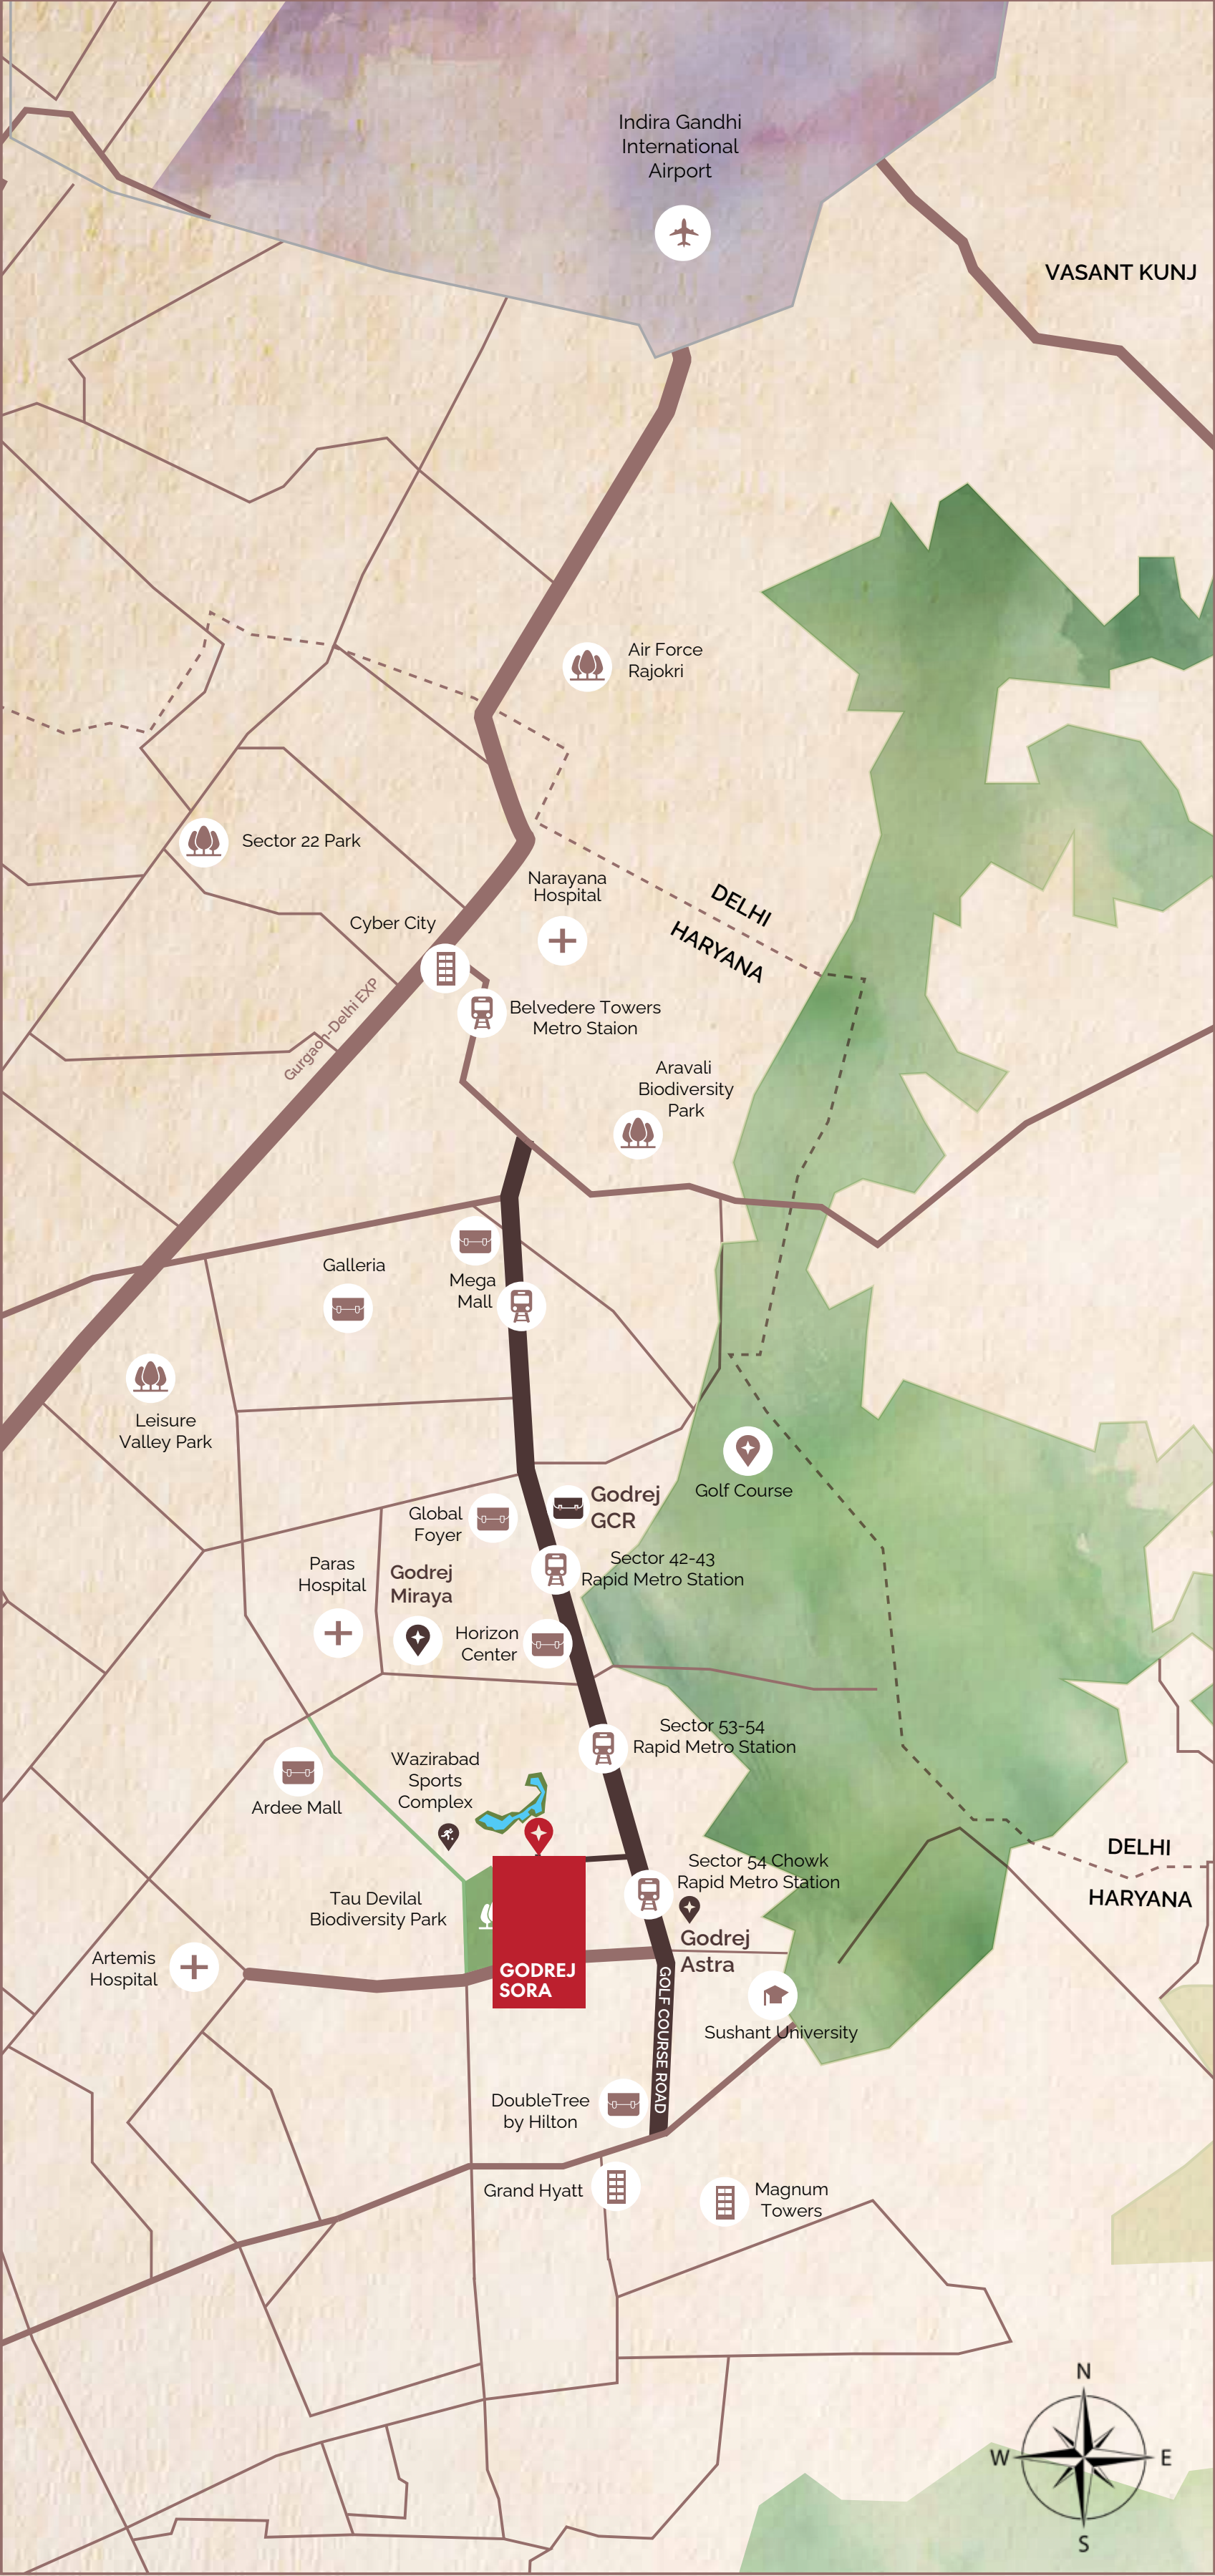 Indira Gandhi
International
Airport
VASANT KUNJ
Air Force
Rajokri
Sector 22 Park
Narayana
Hospital
DELHI
HARYANA
Cyber City
Gurgaon-Delhi EXP
Belvedere Towers
Metro Staion
Aravali
Biodiversity
Park
Galleria
Mega
Mall
Leisure
Valley Park
Golf Course
Godrej
GCR
Global
Foyer
Sector 42-43
Rapid Metro Station
Paras
Hospital
Godrej
Miraya
Horizon
Center
Sector 53-54
Rapid Metro Station
Wazirabad
Sports
Complex
Ardee Mall
DELHI
HARYANA
Sector 54 Chowk
Rapid Metro Station
Tau Devilal
Biodiversity Park
Godrej
Astra
Artemis
Hospital
GODREJ
SORA
GOLF COURSE ROAD
Sushant University
DoubleTree
by Hilton
Grand Hyatt
Magnum
Towers
N
W
E
S